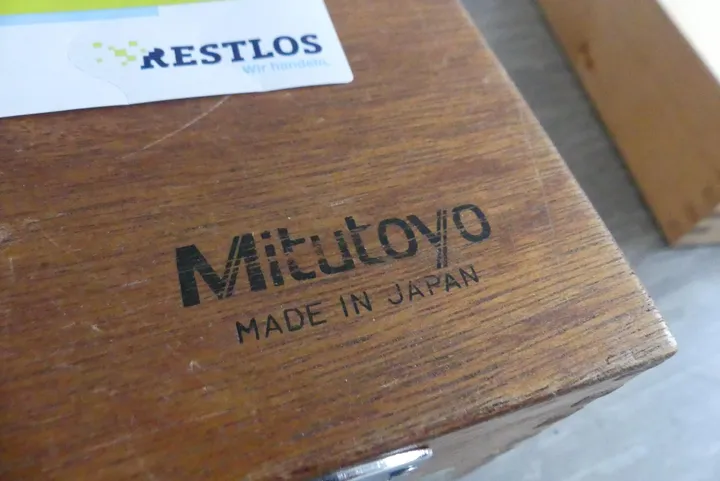 RESTLOS
Wir handeln.
Mitutoyo
MADE IN JAPAN